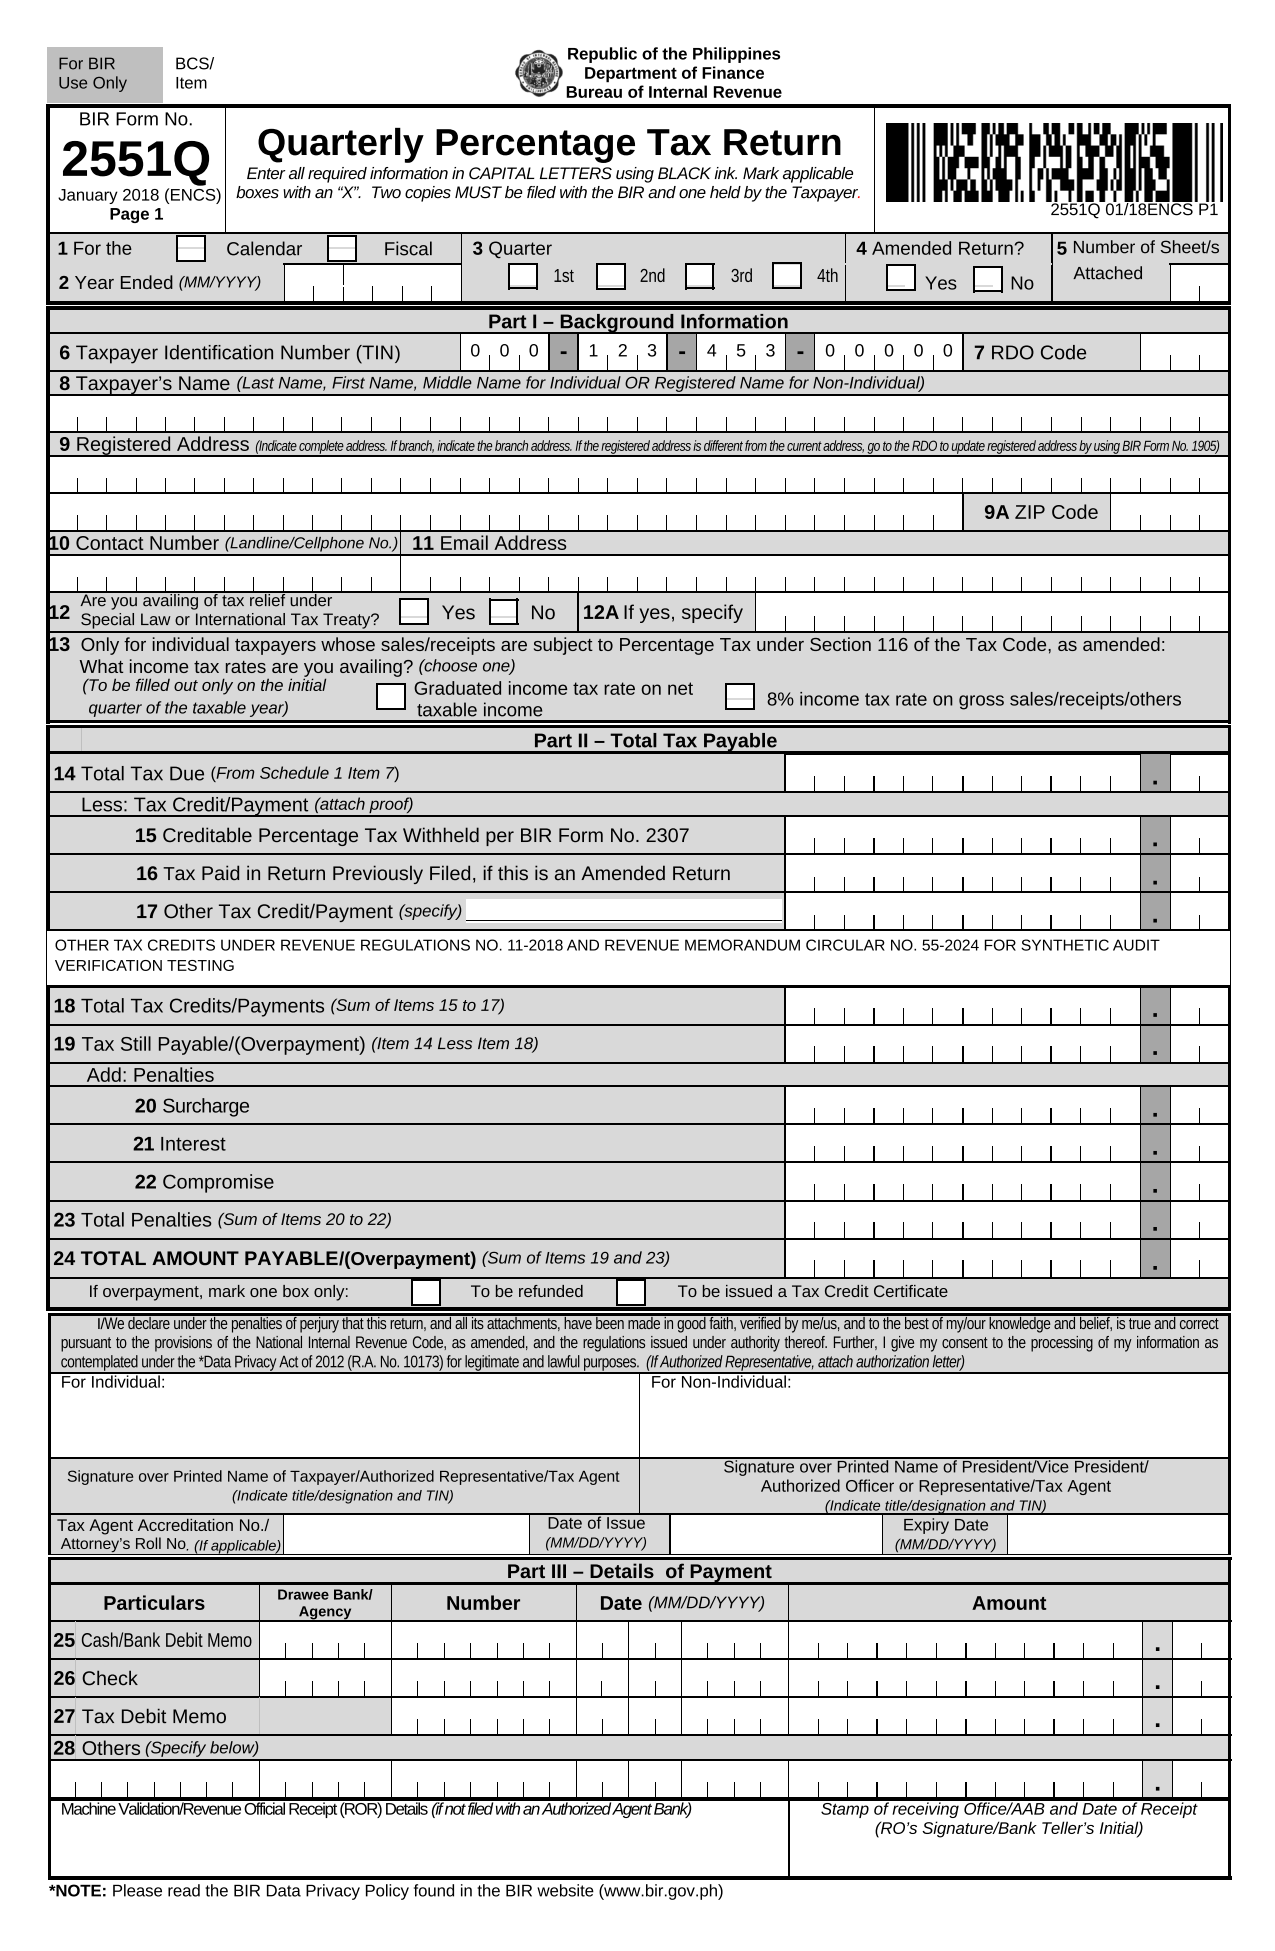 For BIR
Use Only
BCS/
Item
Republic of the Philippines
Department of Finance
Bureau of Internal Revenue
BIR Form No.
2551Q
January 2018 (ENCS)
Page 1
Quarterly Percentage Tax Return
Enter all required information in CAPITAL LETTERS using BLACK ink. Mark applicable
boxes with an “X”. Two copies MUST be filed with the BIR and one held by the Taxpayer.
2551Q 01/18ENCS P1
1 For the Calendar Fiscal
2 Year Ended (MM/YYYY)
3 Quarter
1st 2nd 3rd 4th
4 Amended Return?
Yes No
5 Number of Sheet/s
Attached
Part I – Background Information
6 Taxpayer Identification Number (TIN) 0 0 0 - 1 2 3 - 4 5 3 - 0 0 0 0 0 7 RDO Code
8 Taxpayer’s Name (Last Name, First Name, Middle Name for Individual OR Registered Name for Non-Individual)
9 Registered Address (Indicate complete address. If branch, indicate the branch address. If the registered address is different from the current address, go to the RDO to update registered address by using BIR Form No. 1905)
9A ZIP Code
10 Contact Number (Landline/Cellphone No.) 11 Email Address
12 Are you availing of tax relief under
Special Law or International Tax Treaty? Yes No 12A If yes, specify
13 Only for individual taxpayers whose sales/receipts are subject to Percentage Tax under Section 116 of the Tax Code, as amended:
What income tax rates are you availing? (choose one)
(To be filled out only on the initial
quarter of the taxable year)
Graduated income tax rate on net
taxable income
8% income tax rate on gross sales/receipts/others
Part II – Total Tax Payable
14 Total Tax Due (From Schedule 1 Item 7) .
Less: Tax Credit/Payment (attach proof)
15 Creditable Percentage Tax Withheld per BIR Form No. 2307 .
16 Tax Paid in Return Previously Filed, if this is an Amended Return .
17 Other Tax Credit/Payment (specify) .
OTHER TAX CREDITS UNDER REVENUE REGULATIONS NO. 11-2018 AND REVENUE MEMORANDUM CIRCULAR NO. 55-2024 FOR SYNTHETIC AUDIT
VERIFICATION TESTING
18 Total Tax Credits/Payments (Sum of Items 15 to 17) .
19 Tax Still Payable/(Overpayment) (Item 14 Less Item 18) .
Add: Penalties
20 Surcharge .
21 Interest .
22 Compromise .
23 Total Penalties (Sum of Items 20 to 22) .
24 TOTAL AMOUNT PAYABLE/(Overpayment) (Sum of Items 19 and 23) .
If overpayment, mark one box only: To be refunded To be issued a Tax Credit Certificate
I/We declare under the penalties of perjury that this return, and all its attachments, have been made in good faith, verified by me/us, and to the best of my/our knowledge and belief, is true and correct
pursuant to the provisions of the National Internal Revenue Code, as amended, and the regulations issued under authority thereof. Further, I give my consent to the processing of my information as
contemplated under the *Data Privacy Act of 2012 (R.A. No. 10173) for legitimate and lawful purposes. (If Authorized Representative, attach authorization letter)
For Individual:
For Non-Individual:
Signature over Printed Name of Taxpayer/Authorized Representative/Tax Agent
(Indicate title/designation and TIN)
Signature over Printed Name of President/Vice President/
Authorized Officer or Representative/Tax Agent
(Indicate title/designation and TIN)
Tax Agent Accreditation No./
Attorney’s Roll No. (If applicable)
Date of Issue
(MM/DD/YYYY)
Expiry Date
(MM/DD/YYYY)
Part III – Details of Payment
Particulars
Drawee Bank/
Agency
Number
Date (MM/DD/YYYY)
Amount
25 Cash/Bank Debit Memo .
26 Check .
27 Tax Debit Memo .
28 Others (Specify below)
.
Machine Validation/Revenue Official Receipt (ROR) Details (if not filed with an Authorized Agent Bank)
Stamp of receiving Office/AAB and Date of Receipt
(RO’s Signature/Bank Teller’s Initial)
*NOTE: Please read the BIR Data Privacy Policy found in the BIR website (www.bir.gov.ph)